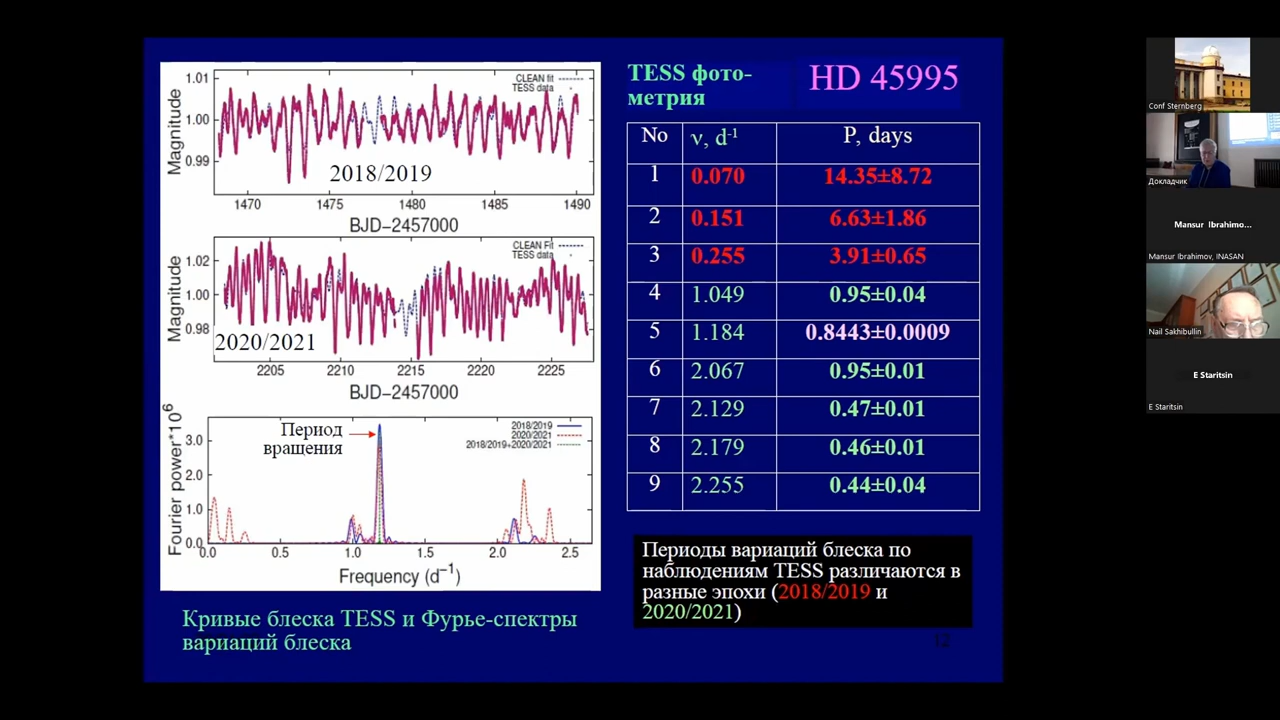 1.01
1.00
0.99
Magnitude
CLEAN fit
TESS data
2018/2019
1470
1475
1480
1485
1490
BJD–2457000
1.02
1.00
0.98
Magnitude
CLEAN Fit
TESS data
2020/2021
2205
2210
2215
2220
2225
BJD–2457000
Fourier power*10⁶
3.0
2.0
1.0
0.0
Период
вращения
2018/2019
2020/2021
2018/2019+2020/2021
0.0
0.5
1.0
1.5
2.0
2.5
Frequency (d⁻¹)
Кривые блеска TESS и Фурье-спектры
вариаций блеска
TESS фото-
метрия
HD 45995
No ν, d⁻¹ P, days
1 0.070 14.35±8.72
2 0.151 6.63±1.86
3 0.255 3.91±0.65
4 1.049 0.95±0.04
5 1.184 0.8443±0.0009
6 2.067 0.95±0.01
7 2.129 0.47±0.01
8 2.179 0.46±0.01
9 2.255 0.44±0.04
Периоды вариаций блеска по
наблюдениям TESS различаются в
разные эпохи (2018/2019 и
2020/2021)
12
Conf Sternberg
Докладчик
Mansur Ibrahimo...
Mansur Ibrahimov, INASAN
Nail Sakhibullin
E Staritsin
E Staritsin